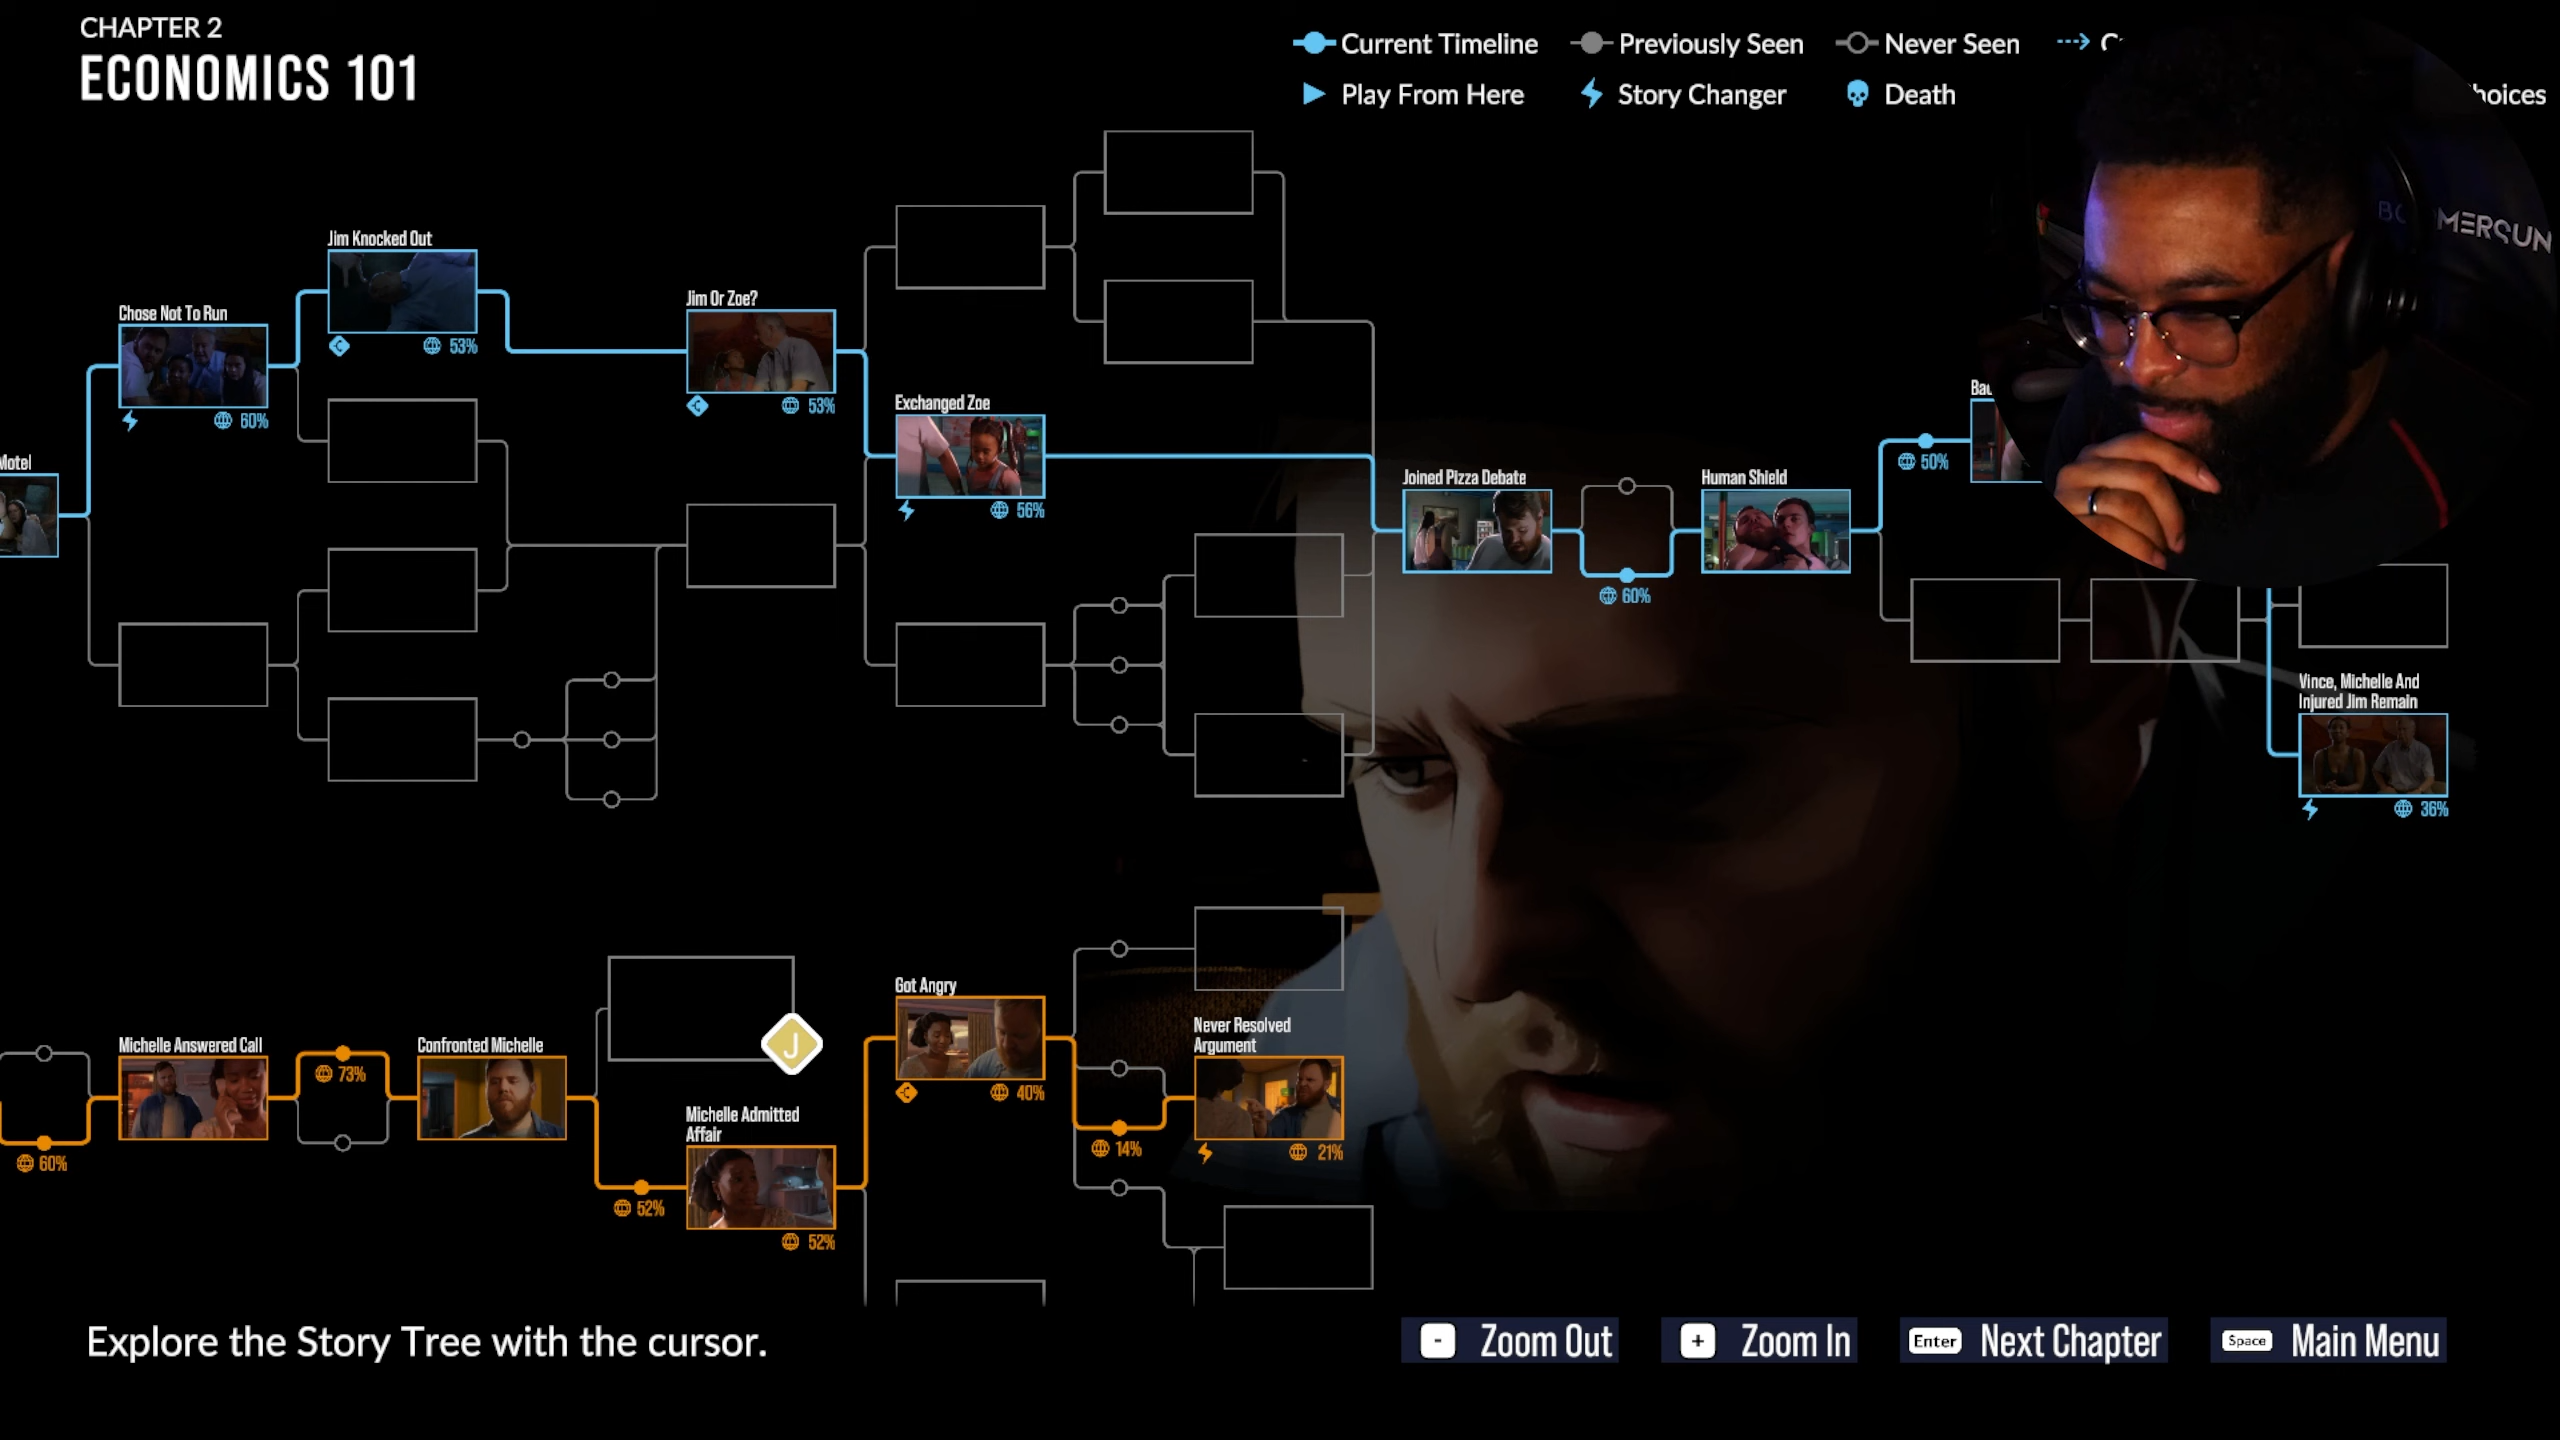 CHAPTER 2
ECONOMICS 101
Current Timeline
Previously Seen
Never Seen
Play From Here
Story Changer
Death
MERSUN
Jim Knocked Out
53%
Chose Not To Run
60%
Jim Or Zoe?
53%
Exchanged Zoe
56%
Motel
Joined Pizza Debate
60%
Human Shield
50%
Vince, Michelle And
Injured Jim Remain
36%
60%
Michelle Answered Call
73%
Confronted Michelle
J
52%
Michelle Admitted
Affair
52%
Got Angry
40%
14%
Never Resolved
Argument
21%
Explore the Story Tree with the cursor.
- Zoom Out
+ Zoom In
Enter Next Chapter
Space Main Menu